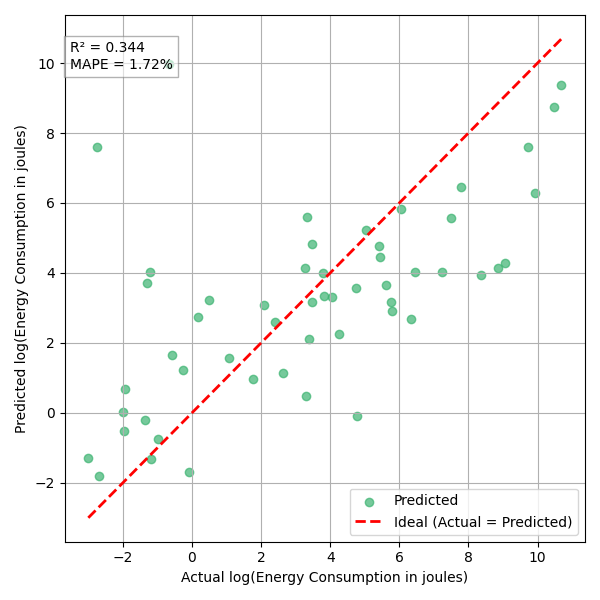 R² = 0.344
MAPE = 1.72%
10
8
6
4
2
0
−2
Predicted log(Energy Consumption in joules)
Predicted
Ideal (Actual = Predicted)
−2 0 2 4 6 8 10
Actual log(Energy Consumption in joules)